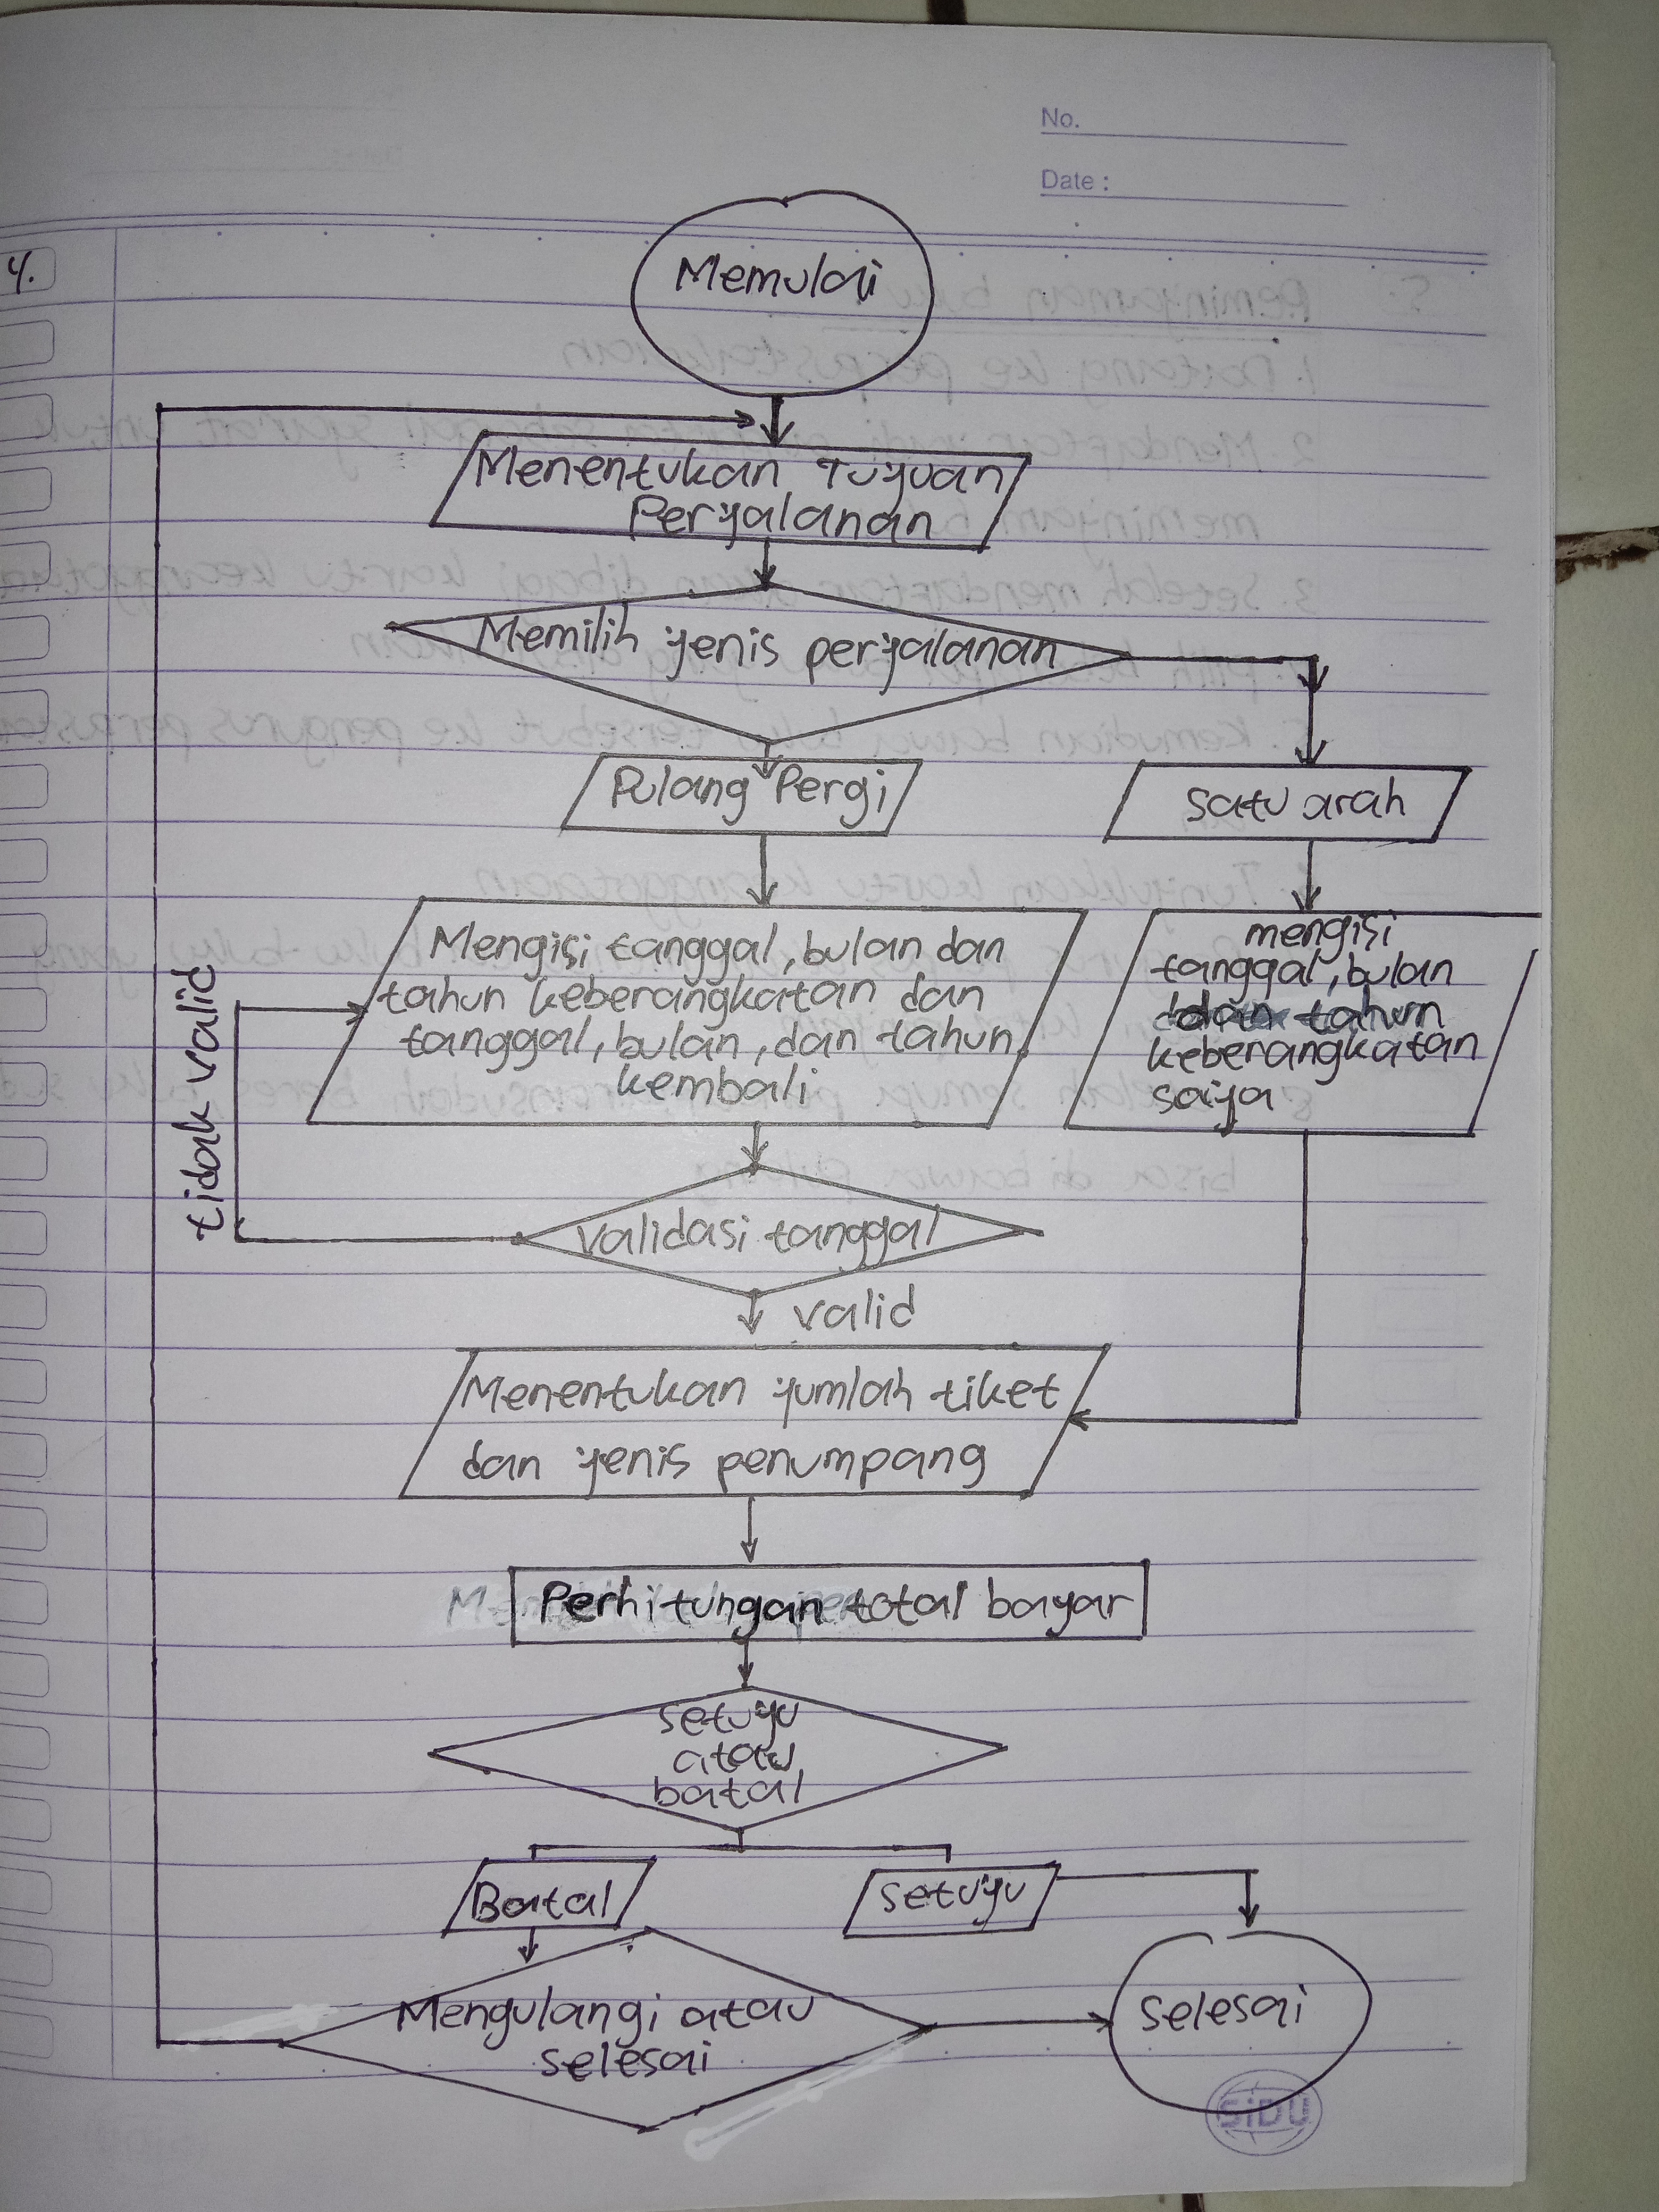 No.
Date :
4.
Memulai
Menentukan Tujuan
Perjalanan
Memilih jenis perjalanan
Pulang Pergi
satu arah
Mengisi tanggal, bulan dan
tahun keberangkatan dan
tanggal, bulan, dan tahun
kembali
mengisi
tanggal, bulan
dan tahun
keberangkatan
saija
tidak valid
validasi tanggal
valid
Menentukan jumlah tiket
dan jenis penumpang
Perhitungan total bayar
setuju
atau
batal
Batal
setuju
Mengulangi atau
selesai
selesai
SIDU